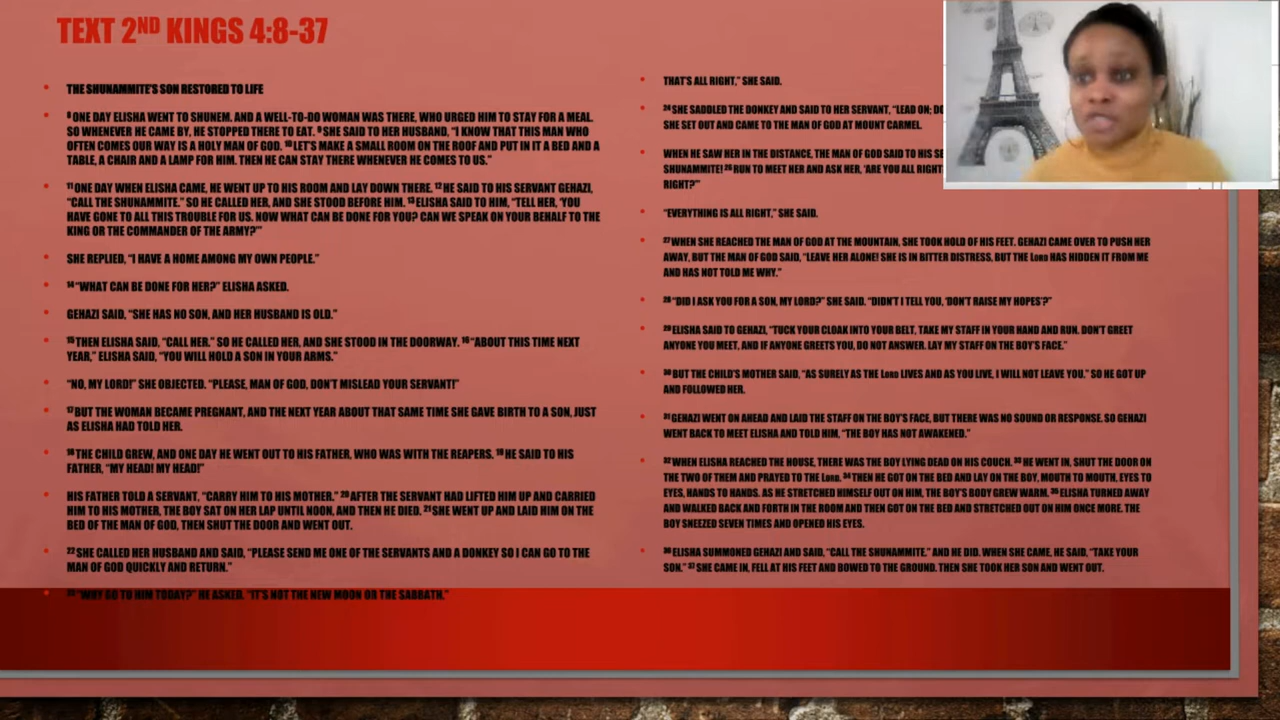 TEXT 2ND KINGS 4:8-37
THE SHUNAMMITE'S SON RESTORED TO LIFE
8 ONE DAY ELISHA WENT TO SHUNEM. AND A WELL-TO-DO WOMAN WAS THERE, WHO URGED HIM TO STAY FOR A MEAL.
SO WHENEVER HE CAME BY, HE STOPPED THERE TO EAT. 9 SHE SAID TO HER HUSBAND, "I KNOW THAT THIS MAN WHO
OFTEN COMES OUR WAY IS A HOLY MAN OF GOD. 10 LET'S MAKE A SMALL ROOM ON THE ROOF AND PUT IN IT A BED AND A
TABLE, A CHAIR AND A LAMP FOR HIM. THEN HE CAN STAY THERE WHENEVER HE COMES TO US."
11 ONE DAY WHEN ELISHA CAME, HE WENT UP TO HIS ROOM AND LAY DOWN THERE. 12 HE SAID TO HIS SERVANT GEHAZI,
"CALL THE SHUNAMMITE." SO HE CALLED HER, AND SHE STOOD BEFORE HIM. 13 ELISHA SAID TO HIM, "TELL HER, 'YOU
HAVE GONE TO ALL THIS TROUBLE FOR US. NOW WHAT CAN BE DONE FOR YOU? CAN WE SPEAK ON YOUR BEHALF TO THE
KING OR THE COMMANDER OF THE ARMY?'"
SHE REPLIED, "I HAVE A HOME AMONG MY OWN PEOPLE."
14 "WHAT CAN BE DONE FOR HER?" ELISHA ASKED.
GEHAZI SAID, "SHE HAS NO SON, AND HER HUSBAND IS OLD."
15 THEN ELISHA SAID, "CALL HER." SO HE CALLED HER, AND SHE STOOD IN THE DOORWAY. 16 "ABOUT THIS TIME NEXT
YEAR," ELISHA SAID, "YOU WILL HOLD A SON IN YOUR ARMS."
"NO, MY LORD!" SHE OBJECTED. "PLEASE, MAN OF GOD, DON'T MISLEAD YOUR SERVANT!"
17 BUT THE WOMAN BECAME PREGNANT, AND THE NEXT YEAR ABOUT THAT SAME TIME SHE GAVE BIRTH TO A SON, JUST
AS ELISHA HAD TOLD HER.
18 THE CHILD GREW, AND ONE DAY HE WENT OUT TO HIS FATHER, WHO WAS WITH THE REAPERS. 19 HE SAID TO HIS
FATHER, "MY HEAD! MY HEAD!"
HIS FATHER TOLD A SERVANT, "CARRY HIM TO HIS MOTHER." 20 AFTER THE SERVANT HAD LIFTED HIM UP AND CARRIED
HIM TO HIS MOTHER, THE BOY SAT ON HER LAP UNTIL NOON, AND THEN HE DIED. 21 SHE WENT UP AND LAID HIM ON THE
BED OF THE MAN OF GOD, THEN SHUT THE DOOR AND WENT OUT.
22 SHE CALLED HER HUSBAND AND SAID, "PLEASE SEND ME ONE OF THE SERVANTS AND A DONKEY SO I CAN GO TO THE
MAN OF GOD QUICKLY AND RETURN."
23 "WHY GO TO HIM TODAY?" HE ASKED. "IT'S NOT THE NEW MOON OR THE SABBATH."
THAT'S ALL RIGHT," SHE SAID.
24 SHE SADDLED THE DONKEY AND SAID TO HER SERVANT, "LEAD ON; DO
SHE SET OUT AND CAME TO THE MAN OF GOD AT MOUNT CARMEL.
WHEN HE SAW HER IN THE DISTANCE, THE MAN OF GOD SAID TO HIS SE
SHUNAMMITE! 26 RUN TO MEET HER AND ASK HER, 'ARE YOU ALL RIGHT
RIGHT?'"
"EVERYTHING IS ALL RIGHT," SHE SAID.
27 WHEN SHE REACHED THE MAN OF GOD AT THE MOUNTAIN, SHE TOOK HOLD OF HIS FEET. GEHAZI CAME OVER TO PUSH HER
AWAY, BUT THE MAN OF GOD SAID, "LEAVE HER ALONE! SHE IS IN BITTER DISTRESS, BUT THE LORD HAS HIDDEN IT FROM ME
AND HAS NOT TOLD ME WHY."
28 "DID I ASK YOU FOR A SON, MY LORD?" SHE SAID. "DIDN'T I TELL YOU, 'DON'T RAISE MY HOPES'?"
29 ELISHA SAID TO GEHAZI, "TUCK YOUR CLOAK INTO YOUR BELT, TAKE MY STAFF IN YOUR HAND AND RUN. DON'T GREET
ANYONE YOU MEET, AND IF ANYONE GREETS YOU, DO NOT ANSWER. LAY MY STAFF ON THE BOY'S FACE."
30 BUT THE CHILD'S MOTHER SAID, "AS SURELY AS THE LORD LIVES AND AS YOU LIVE, I WILL NOT LEAVE YOU." SO HE GOT UP
AND FOLLOWED HER.
31 GEHAZI WENT ON AHEAD AND LAID THE STAFF ON THE BOY'S FACE, BUT THERE WAS NO SOUND OR RESPONSE. SO GEHAZI
WENT BACK TO MEET ELISHA AND TOLD HIM, "THE BOY HAS NOT AWAKENED."
32 WHEN ELISHA REACHED THE HOUSE, THERE WAS THE BOY LYING DEAD ON HIS COUCH. 33 HE WENT IN, SHUT THE DOOR ON
THE TWO OF THEM AND PRAYED TO THE LORD. 34 THEN HE GOT ON THE BED AND LAY ON THE BOY, MOUTH TO MOUTH, EYES TO
EYES, HANDS TO HANDS. AS HE STRETCHED HIMSELF OUT ON HIM, THE BOY'S BODY GREW WARM. 35 ELISHA TURNED AWAY
AND WALKED BACK AND FORTH IN THE ROOM AND THEN GOT ON THE BED AND STRETCHED OUT ON HIM ONCE MORE. THE
BOY SNEEZED SEVEN TIMES AND OPENED HIS EYES.
36 ELISHA SUMMONED GEHAZI AND SAID, "CALL THE SHUNAMMITE." AND HE DID. WHEN SHE CAME, HE SAID, "TAKE YOUR
SON." 37 SHE CAME IN, FELL AT HIS FEET AND BOWED TO THE GROUND. THEN SHE TOOK HER SON AND WENT OUT.